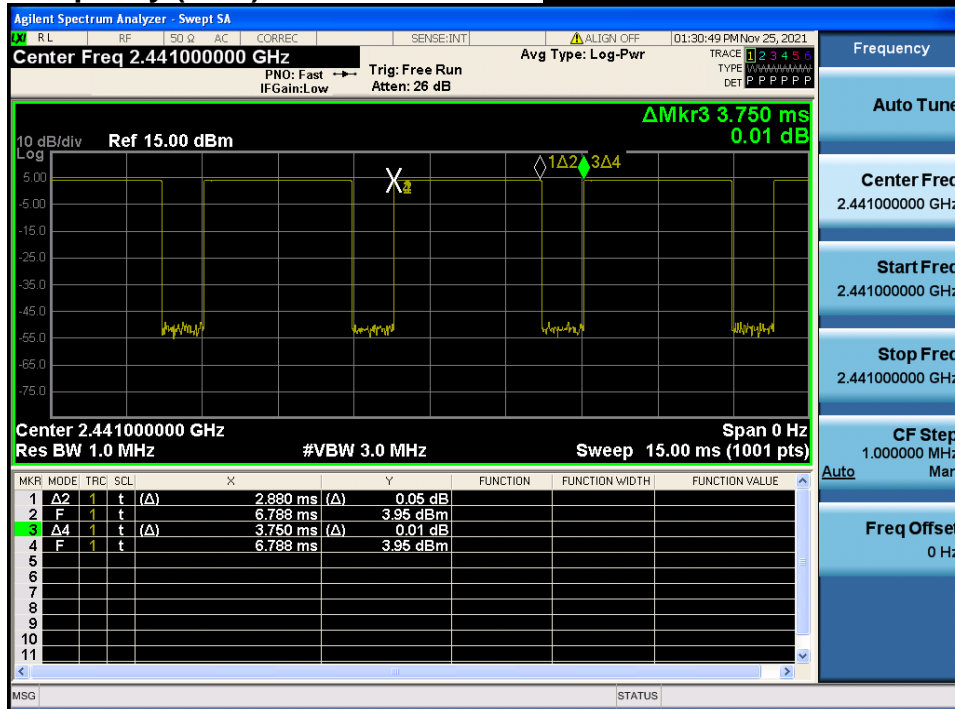 Agilent Spectrum Analyzer - Swept SA
LXI RL RF 50 Ω AC CORREC SENSE:INT ALIGN OFF 01:30:49 PM Nov 25, 2021
Center Freq 2.441000000 GHz Avg Type: Log-Pwr TRACE 1 2 3 4 5 6
PNO: Fast Trig: Free Run TYPE WWWWWW
IFGain:Low Atten: 26 dB DET P P P P P P
ΔMkr3 3.750 ms
0.01 dB
10 dB/div Ref 15.00 dBm
Log
1Δ2 3Δ4
5.00
-5.00
-15.0
-25.0
-35.0
-45.0
-55.0
-65.0
-75.0
Center 2.441000000 GHz Span 0 Hz
Res BW 1.0 MHz #VBW 3.0 MHz Sweep 15.00 ms (1001 pts)
MKR MODE TRC SCL X Y FUNCTION FUNCTION WIDTH FUNCTION VALUE
1 Δ2 1 t (Δ) 2.880 ms (Δ) 0.05 dB
2 F 1 t 6.788 ms 3.95 dBm
3 Δ4 1 t (Δ) 3.750 ms (Δ) 0.01 dB
4 F 1 t 6.788 ms 3.95 dBm
5
6
7
8
9
10
11
MSG STATUS
Frequency
Auto Tune
Center Freq
2.441000000 GHz
Start Freq
2.441000000 GHz
Stop Freq
2.441000000 GHz
CF Step
1.000000 MHz
Auto Man
Freq Offset
0 Hz